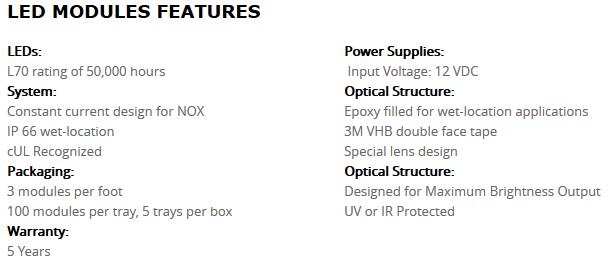 LED MODULES FEATURES
LEDs:
L70 rating of 50,000 hours
System:
Constant current design for NOX
IP 66 wet-location
cUL Recognized
Packaging:
3 modules per foot
100 modules per tray, 5 trays per box
Warranty:
5 Years
Power Supplies:
Input Voltage: 12 VDC
Optical Structure:
Epoxy filled for wet-location applications
3M VHB double face tape
Special lens design
Optical Structure:
Designed for Maximum Brightness Output
UV or IR Protected